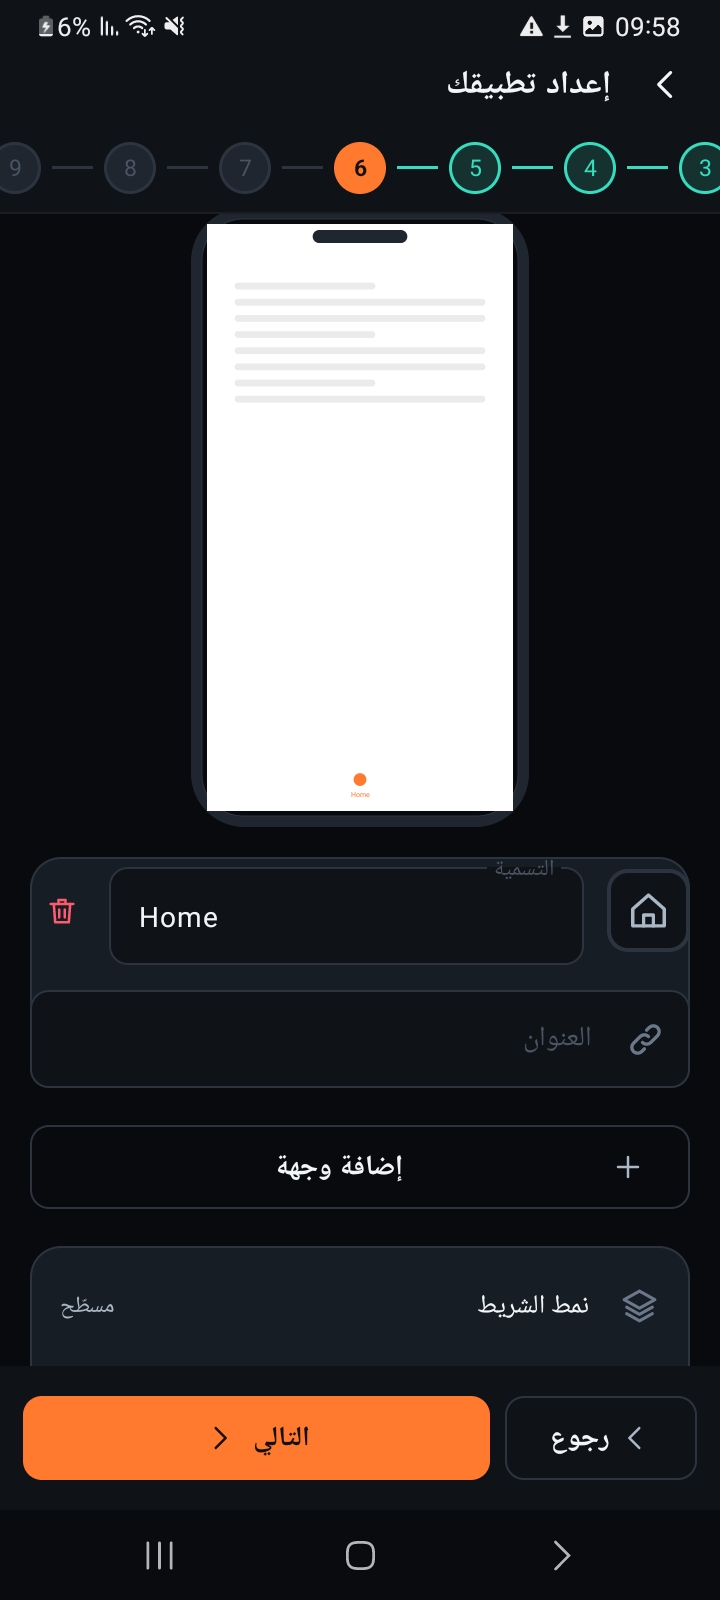 6%
09:58
إعداد تطبيقك
3
4
5
6
7
8
9
Home
التسمية
Home
العنوان
إضافة وجهة
نمط الشريط
مسطّح
رجوع
التالي